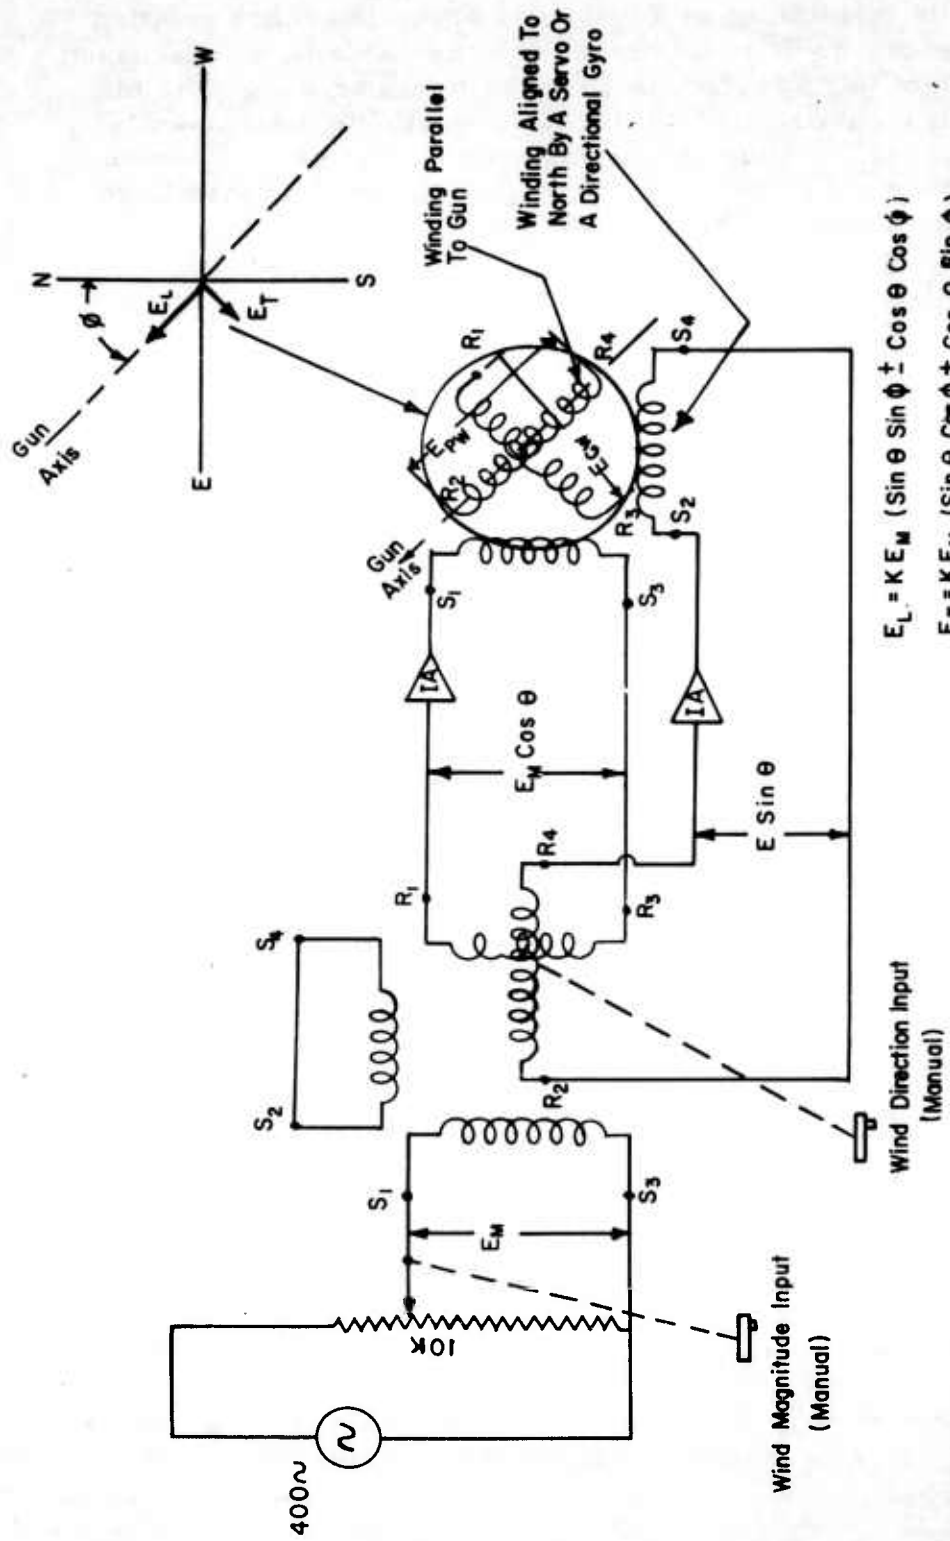 400~
10K
Wind Magnitude Input
(Manual)
EM
S1
S3
S2
S4
R2
R1
R3
R4
Wind Direction Input
(Manual)
EM Cos θ
E Sin θ
IA
IA
S1
S3
S2
S4
Gun
Axis
R2
R1
R3
R4
EPW
EGW
Winding Parallel
To Gun
Winding Aligned To
North By A Servo Or
A Directional Gyro
Gun
Axis
Ø
N
S
E
W
EL
ET
EL = K EM (Sin θ Sin ϕ ± Cos θ Cos ϕ)